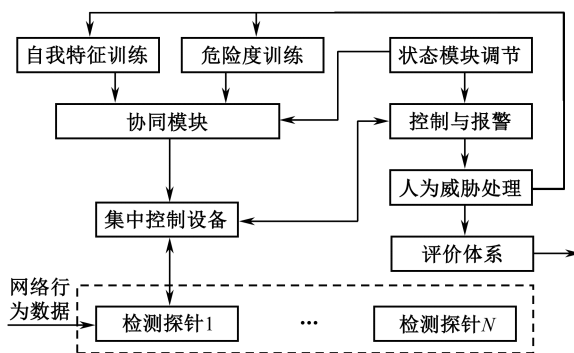 自我特征训练
危险度训练
状态模块调节
协同模块
控制与报警
人为威胁处理
集中控制设备
评价体系
网络行
为数据
检测探针1
...
检测探针N